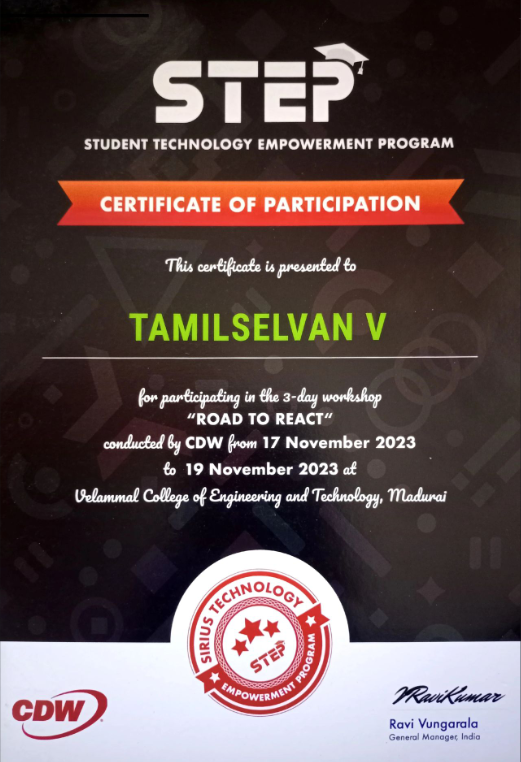 STEP
STUDENT TECHNOLOGY EMPOWERMENT PROGRAM
CERTIFICATE OF PARTICIPATION
This certificate is presented to
TAMILSELVAN V
for participating in the 3-day workshop
"ROAD TO REACT"
conducted by CDW from 17 November 2023
to 19 November 2023 at
Velammal College of Engineering and Technology, Madurai
SIRIUS TECHNOLOGY
STEP
EMPOWERMENT PROGRAM
CDW
VRaviKumar
Ravi Vungarala
General Manager, India